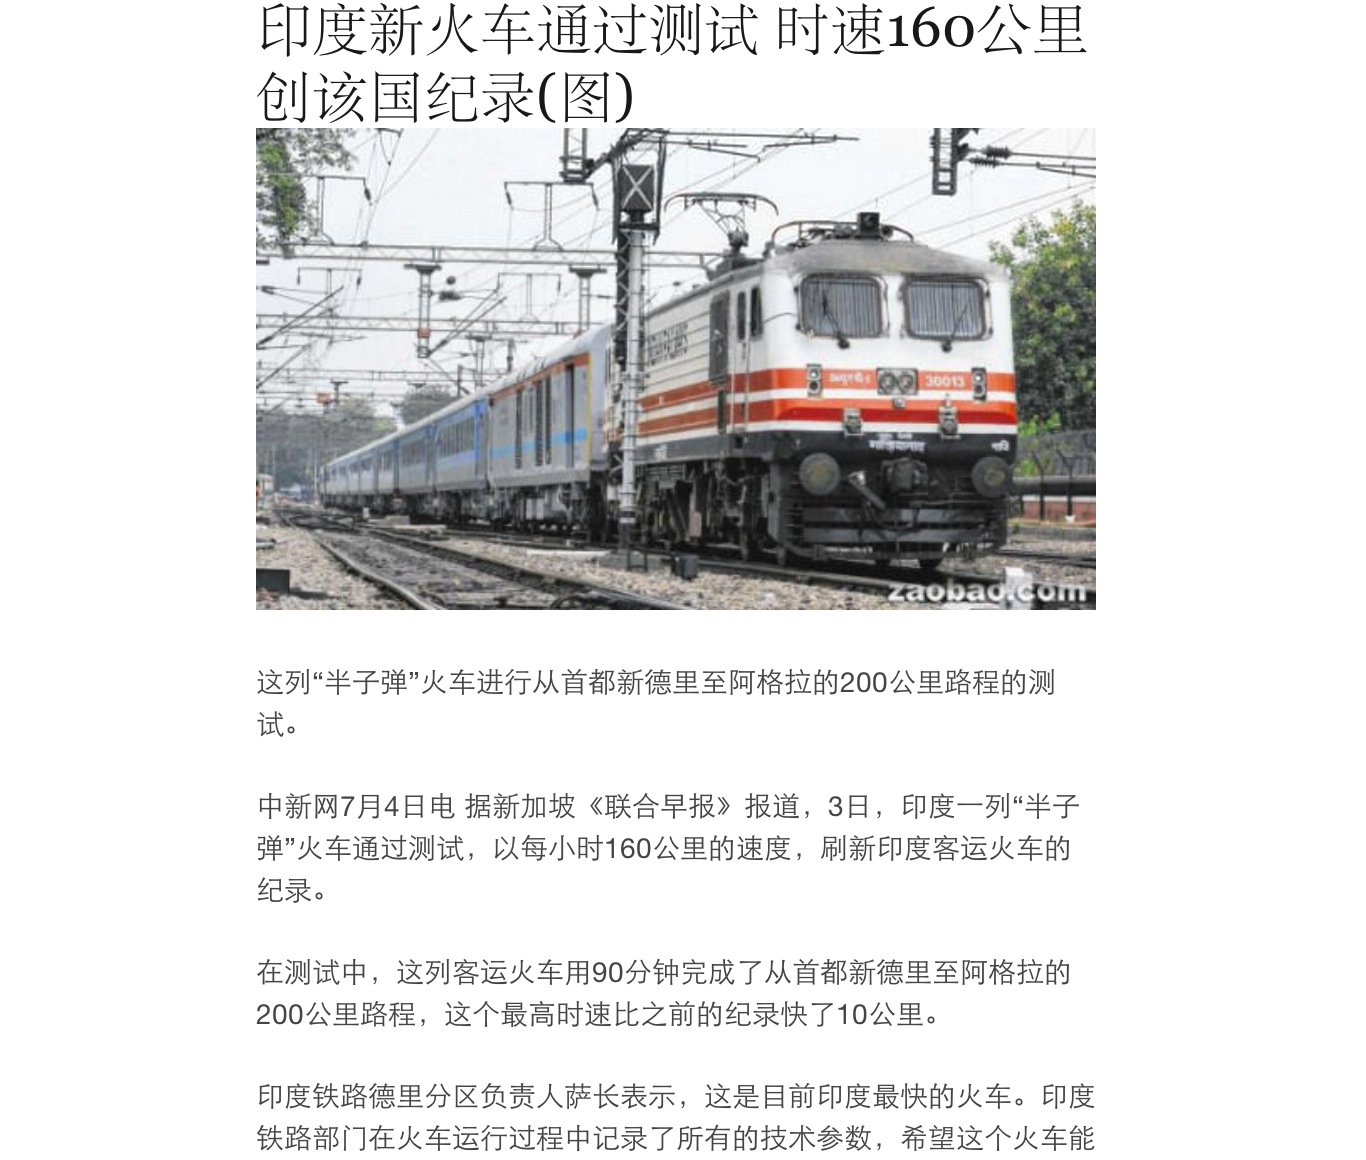 印度新火车通过测试 时速160公里
创该国纪录(图)
30013
zaobao.com
这列“半子弹”火车进行从首都新德里至阿格拉的200公里路程的测
试。
中新网7月4日电 据新加坡《联合早报》报道，3日，印度一列“半子
弹”火车通过测试，以每小时160公里的速度，刷新印度客运火车的
纪录。
在测试中，这列客运火车用90分钟完成了从首都新德里至阿格拉的
200公里路程，这个最高时速比之前的纪录快了10公里。
印度铁路德里分区负责人萨长表示，这是目前印度最快的火车。印度
铁路部门在火车运行过程中记录了所有的技术参数，希望这个火车能